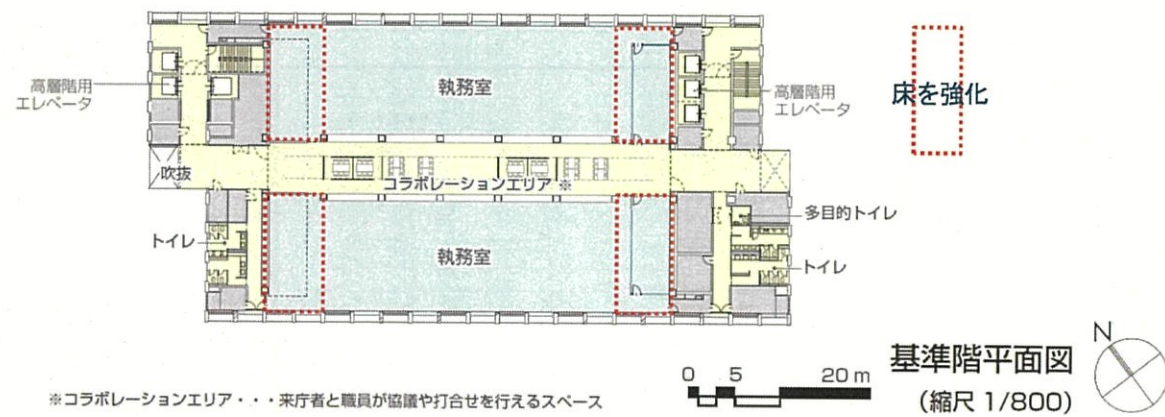 執務室
高層階用
エレベータ
高層階用
エレベータ
床を強化
吹抜
コラボレーションエリア ※
多目的トイレ
トイレ
執務室
トイレ
N
0 5 20 m
基準階平面図
(縮尺 1/800)
※コラボレーションエリア・・・来庁者と職員が協議や打合せを行えるスペース